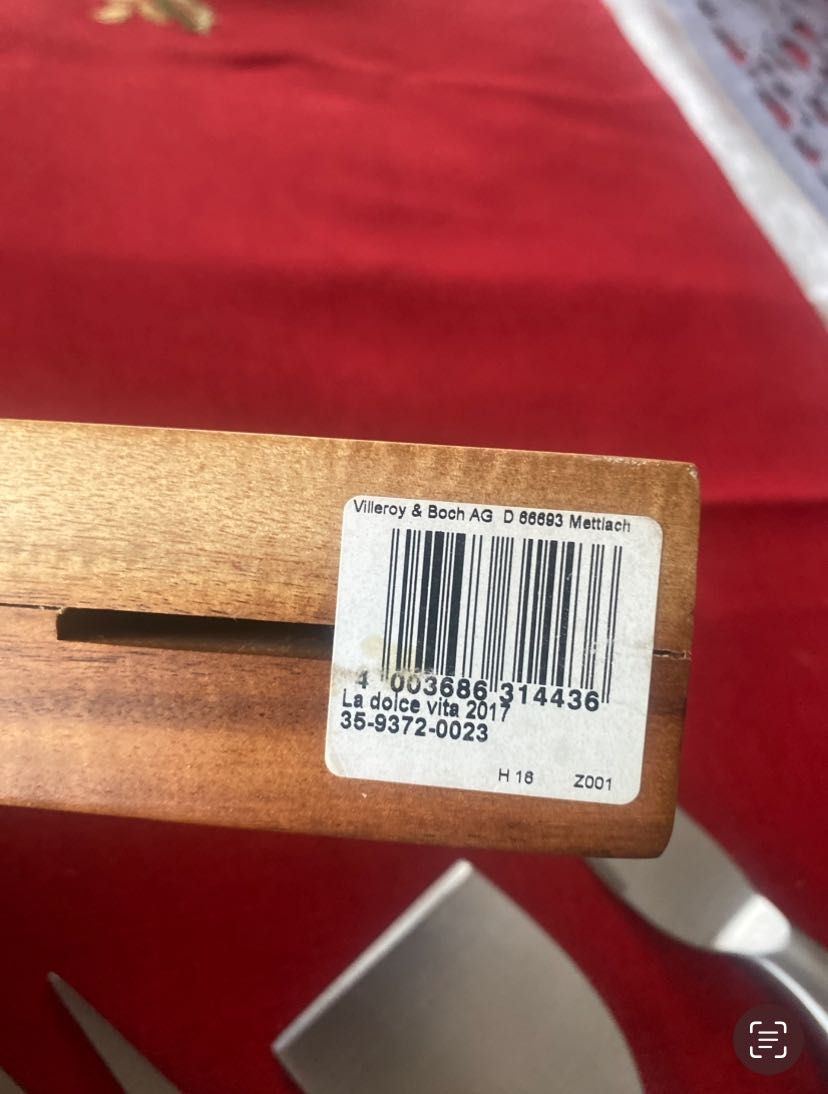 Villeroy & Boch AG D 66693 Mettlach
4 003686 314436
La dolce vita 2017
35-9372-0023
H 16 Z001